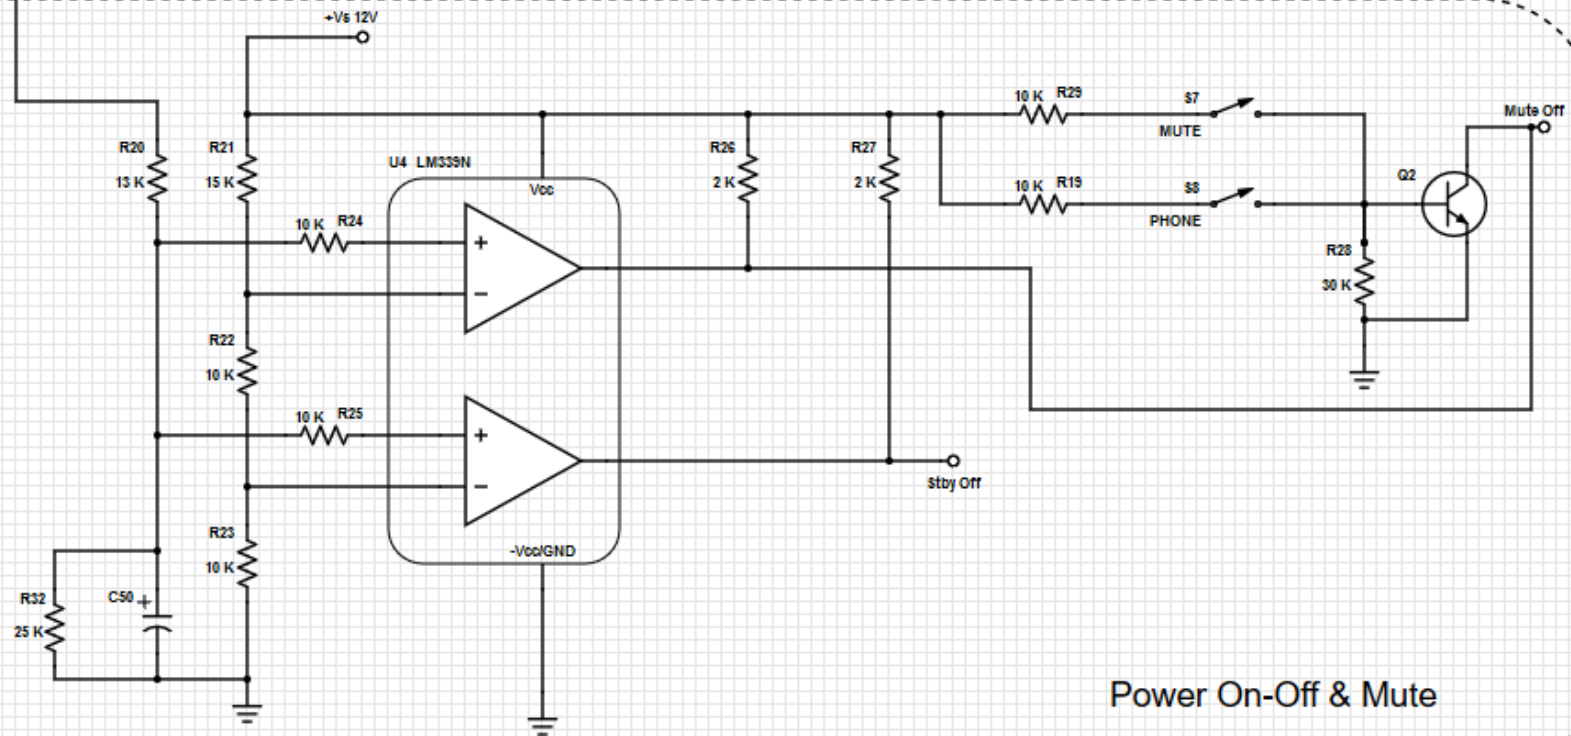 +Vs 12V
10 K R29
S7
MUTE
Mute Off
R20
13 K
R21
15 K
U4 LM339N
Vcc
R26
2 K
R27
2 K
10 K R19
S8
PHONE
Q2
10 K R24
+
−
R28
30 K
R22
10 K
10 K R25
+
−
Stby Off
R23
10 K
-Vcc/GND
R32
25 K
C50 +
Power On-Off & Mute